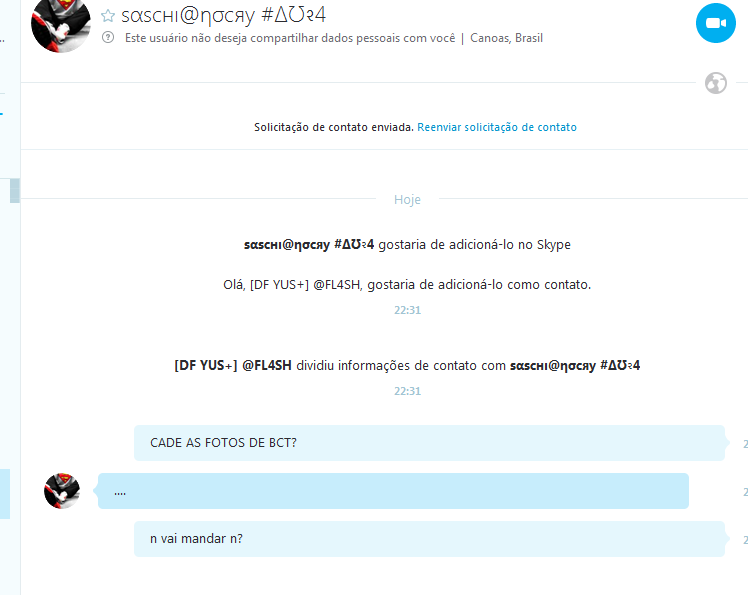 sαscнι@ησcяy #ΔƱ২4
Este usuário não deseja compartilhar dados pessoais com você | Canoas, Brasil
Solicitação de contato enviada. Reenviar solicitação de contato
Hoje
sαscнι@ησcяy #ΔƱ২4 gostaria de adicioná-lo no Skype
Olá, [DF YUS+] @FL4SH, gostaria de adicioná-lo como contato.
22:31
[DF YUS+] @FL4SH dividiu informações de contato com sαscнι@ησcяy #ΔƱ২4
22:31
CADE AS FOTOS DE BCT?
....
n vai mandar n?